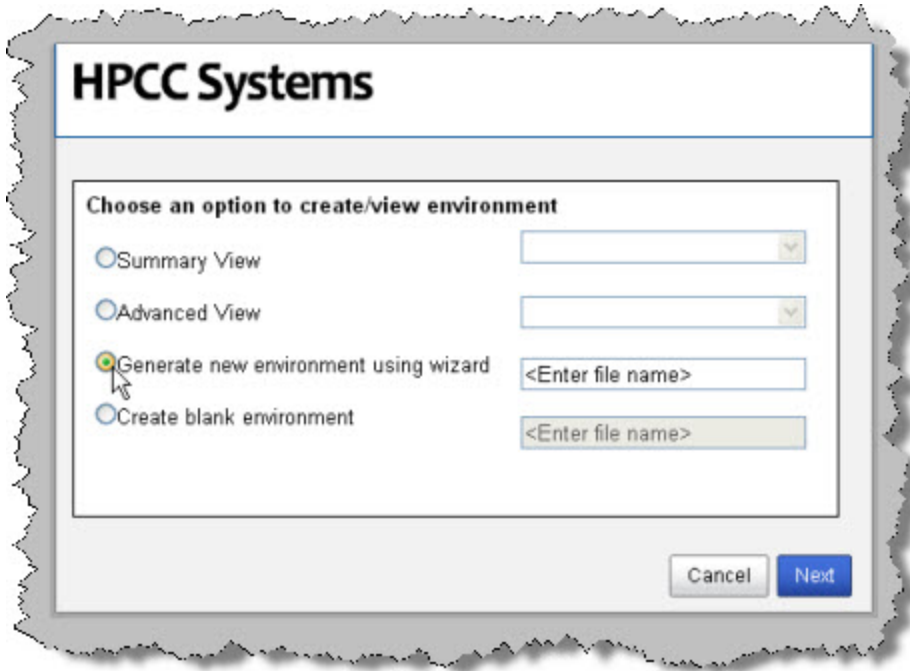 HPCC Systems
Choose an option to create/view environment
Summary View
Advanced View
Generate new environment using wizard
<Enter file name>
Create blank environment
<Enter file name>
Cancel
Next